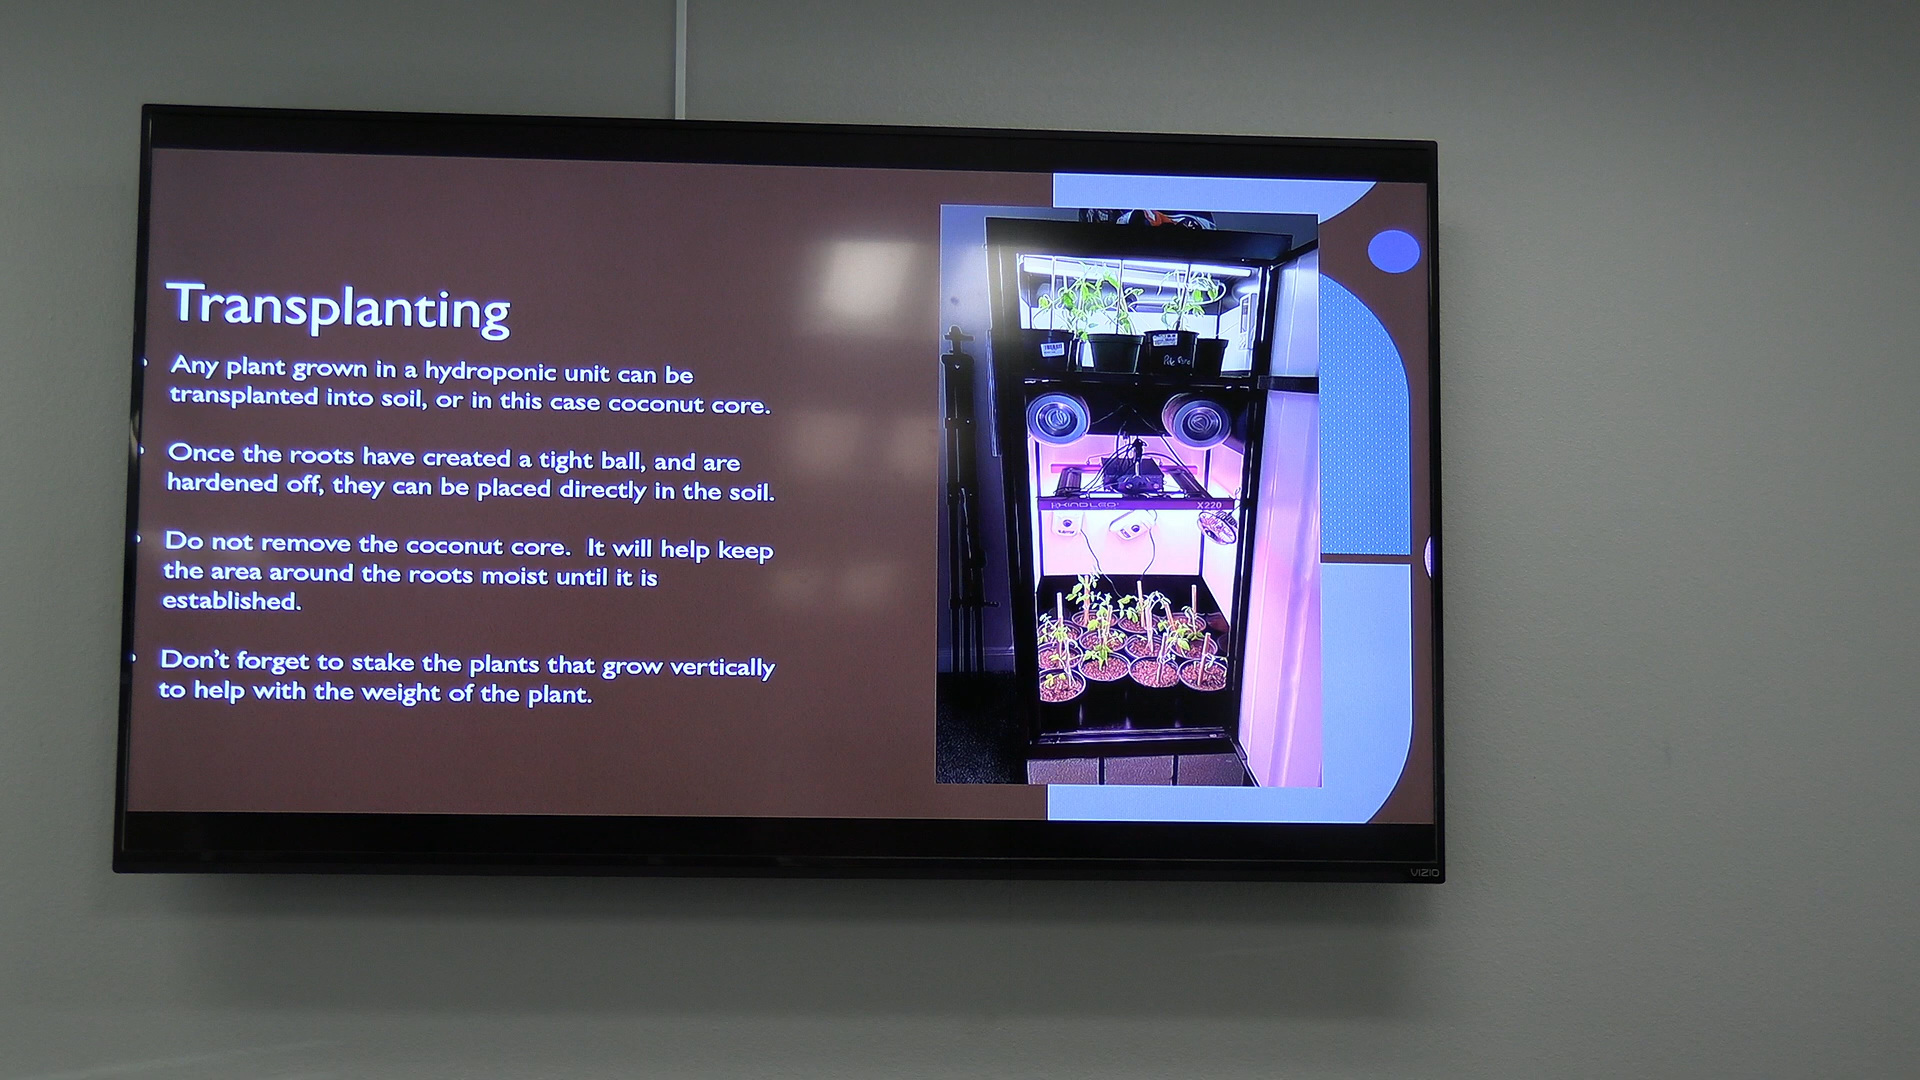 Transplanting
Any plant grown in a hydroponic unit can be
transplanted into soil, or in this case coconut core.
Once the roots have created a tight ball, and are
hardened off, they can be placed directly in the soil.
Do not remove the coconut core. It will help keep
the area around the roots moist until it is
established.
Don't forget to stake the plants that grow vertically
to help with the weight of the plant.
KIND LED X220
VIZIO